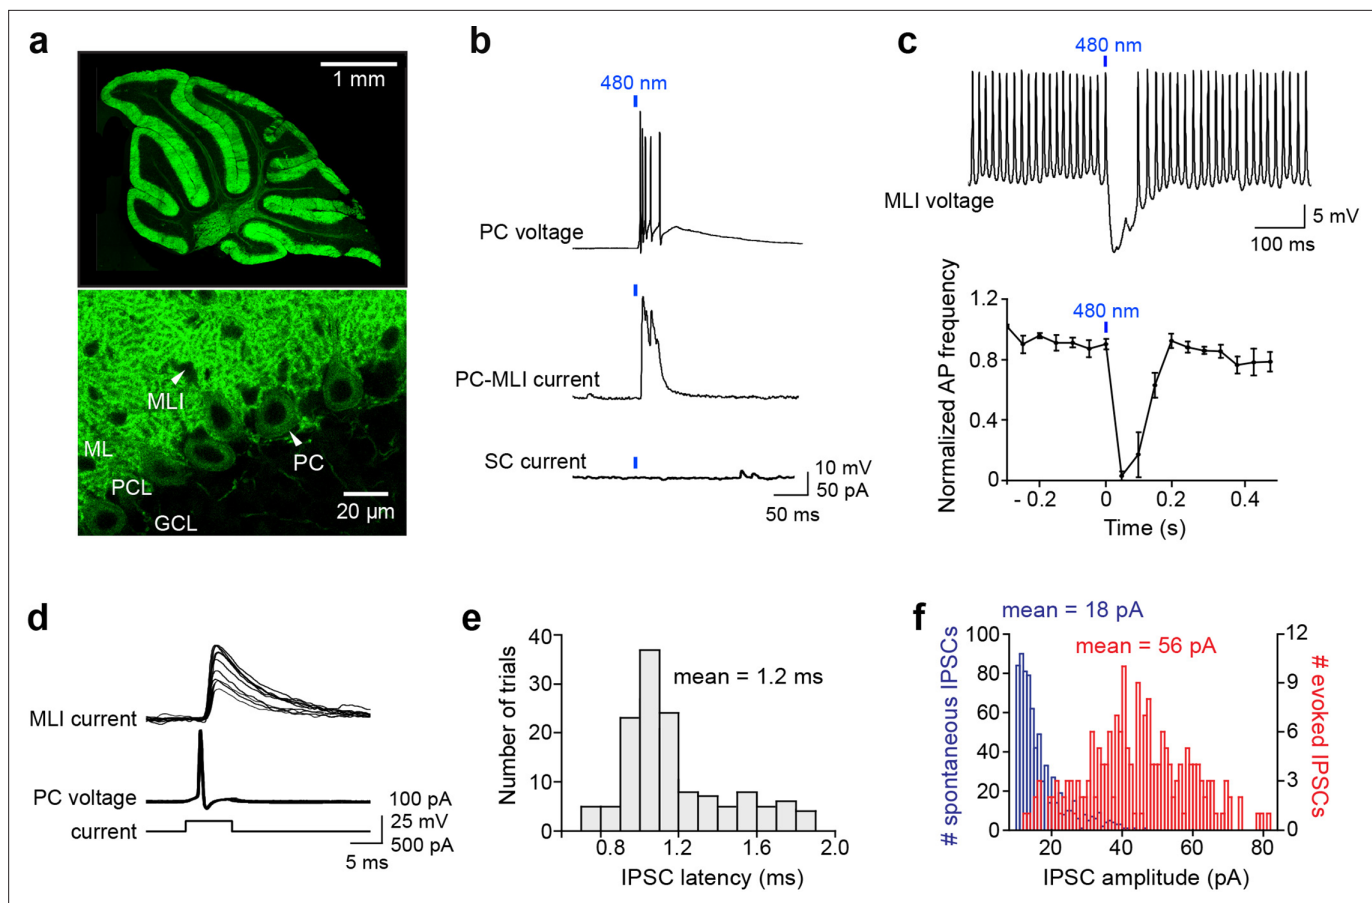 a
1 mm
MLI
ML
PC
PCL
20 µm
GCL
b
480 nm
PC voltage
PC-MLI current
SC current
10 mV
50 pA
50 ms
c
480 nm
MLI voltage
5 mV
100 ms
Normalized AP frequency
1.2
0.8
0.4
0
480 nm
- 0.2
0
0.2
0.4
Time (s)
d
MLI current
PC voltage
current
100 pA
25 mV
500 pA
5 ms
e
Number of trials
40
30
20
10
0
mean = 1.2 ms
0.8
1.2
1.6
2.0
IPSC latency (ms)
f
mean = 18 pA
mean = 56 pA
# spontaneous IPSCs
100
80
60
40
20
0
12
9
6
3
0
# evoked IPSCs
20
40
60
80
IPSC amplitude (pA)